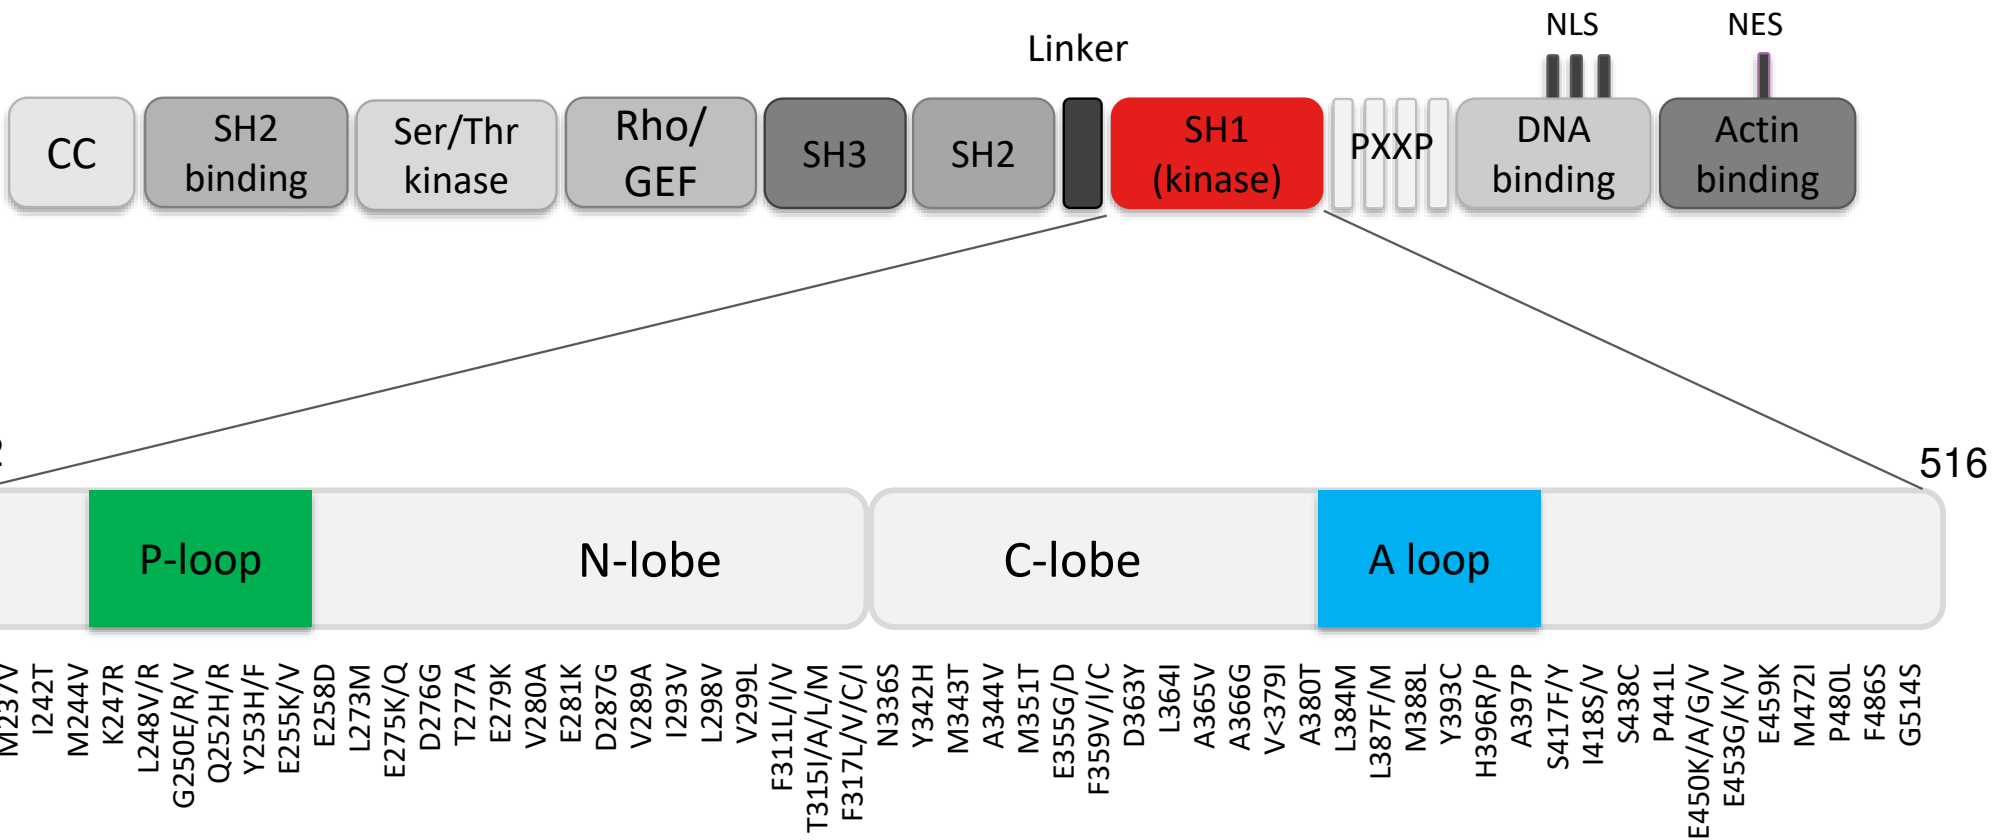 NLS
NES
Linker
CC
SH2
binding
Ser/Thr
kinase
Rho/
GEF
SH3
SH2
SH1
(kinase)
PXXP
DNA
binding
Actin
binding
516
P-loop
N-lobe
C-lobe
A loop
M237V
I242T
M244V
K247R
L248V/R
G250E/R/V
Q252H/R
Y253H/F
E255K/V
E258D
L273M
E275K/Q
D276G
T277A
E279K
V280A
E281K
D287G
V289A
I293V
L298V
V299L
F311L/I/V
T315I/A/L/M
F317L/V/C/I
N336S
Y342H
M343T
A344V
M351T
E355G/D
F359V/I/C
D363Y
L364I
A365V
A366G
V<379I
A380T
L384M
L387F/M
M388L
Y393C
H396R/P
A397P
S417F/Y
I418S/V
S438C
P441L
E450K/A/G/V
E453G/K/V
E459K
M472I
P480L
F486S
G514S